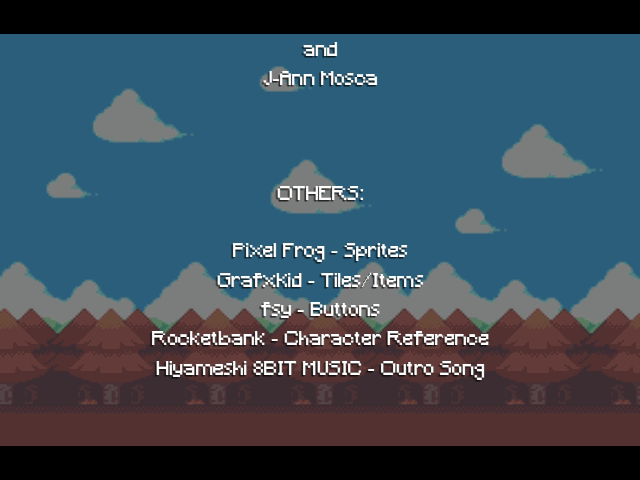 and
J-Ann Mosca
OTHERS:
Pixel Frog - Sprites
GrafxKid - Tiles/Items
fsy - Buttons
Rocketbank - Character Reference
Hiyameshi 8BIT MUSIC - Outro Song